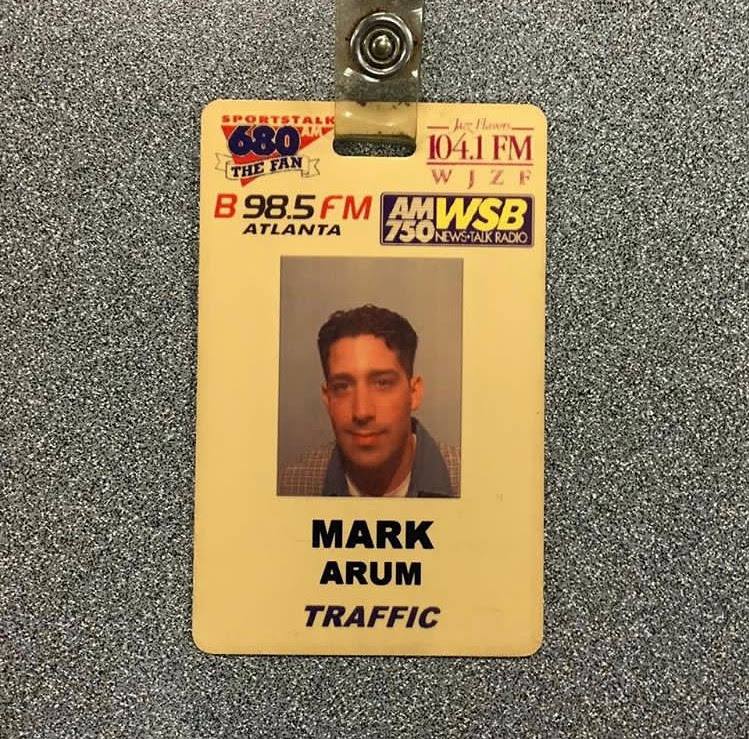 SPORTSTALK
680 AM
THE FAN
Jazz Flavors
104.1 FM
WJZF
B 98.5 FM
ATLANTA
AM 750 WSB
NEWS•TALK RADIO
MARK
ARUM
TRAFFIC